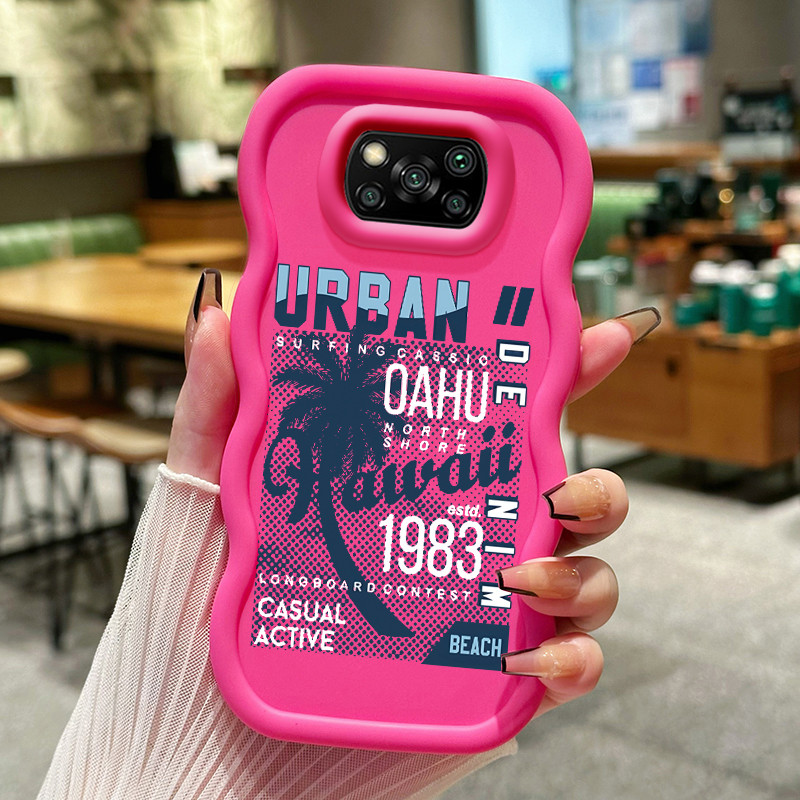 URBAN
SURFING CASSIC
OAHU
NORTH
SHORE
Hawaii
estd.
1983
LONGBOARD CONTEST
CASUAL
ACTIVE
BEACH
DENIM